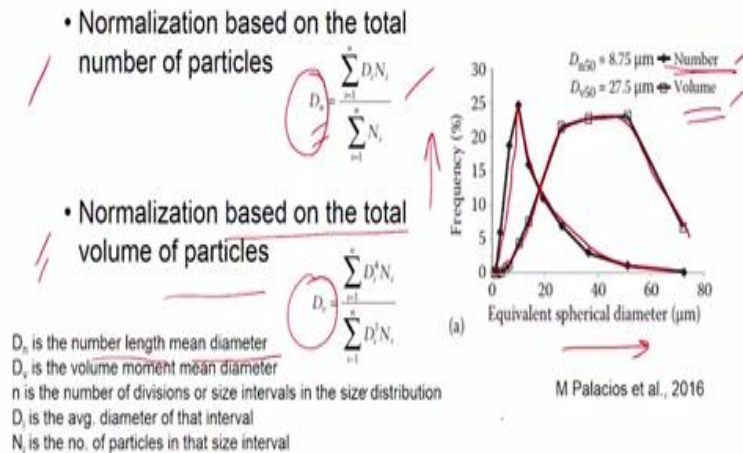 • Normalization based on the total
number of particles
Dₙ = ∑ᵢ₌₁ⁿ DᵢNᵢ / ∑ᵢ₌₁ⁿ Nᵢ
• Normalization based on the total
volume of particles
Dᵥ = ∑ᵢ₌₁ⁿ Dᵢ⁴Nᵢ / ∑ᵢ₌₁ⁿ Dᵢ³Nᵢ
Dₙ is the number length mean diameter
Dᵥ is the volume moment mean diameter
n is the number of divisions or size intervals in the size distribution
Dᵢ is the avg. diameter of that interval
Nᵢ is the no. of particles in that size interval
Dn50 = 8.75 µm Number
Dv50 = 27.5 µm Volume
Frequency (%)
30
25
20
15
10
5
0
0 20 40 60 80
Equivalent spherical diameter (µm)
(a)
M Palacios et al., 2016